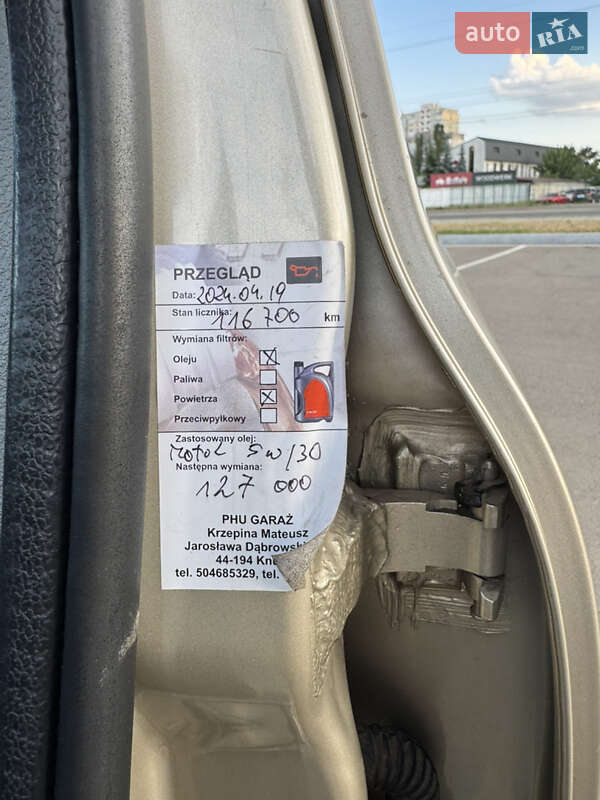 auto RIA
.com
PRZEGLĄD
Data: 2024.04.19
Stan licznika: 116 700 km
Wymiana filtrów:
Oleju
Paliwa
Powietrza
Przeciwpyłkowy
Zastosowany olej:
Motul 5w/30
Następna wymiana:
127 000
PHU GARAŻ
Krzepina Mateusz
Jarosława Dąbrowski
44-194 Kn
tel. 504685329, tel.